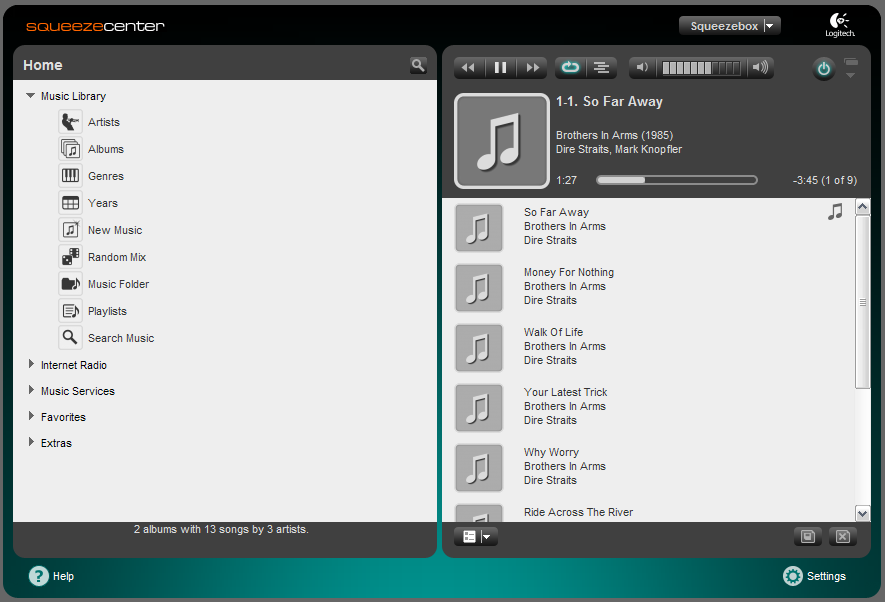 squeezecenter
Squeezebox
Logitech.
Home
Music Library
Artists
Albums
Genres
Years
New Music
Random Mix
Music Folder
Playlists
Search Music
Internet Radio
Music Services
Favorites
Extras
2 albums with 13 songs by 3 artists.
1-1. So Far Away
Brothers In Arms (1985)
Dire Straits, Mark Knopfler
1:27
-3:45 (1 of 9)
So Far Away
Brothers In Arms
Dire Straits
Money For Nothing
Brothers In Arms
Dire Straits
Walk Of Life
Brothers In Arms
Dire Straits
Your Latest Trick
Brothers In Arms
Dire Straits
Why Worry
Brothers In Arms
Dire Straits
Ride Across The River
? Help
Settings